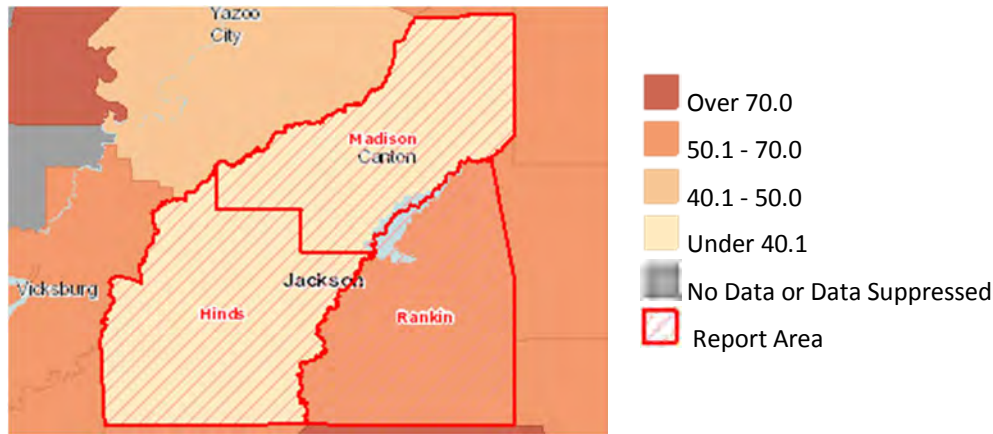 Yazoo
City
Madison
Canton
Vicksburg
Jackson
Hinds
Rankin
Over 70.0
50.1 - 70.0
40.1 - 50.0
Under 40.1
No Data or Data Suppressed
Report Area